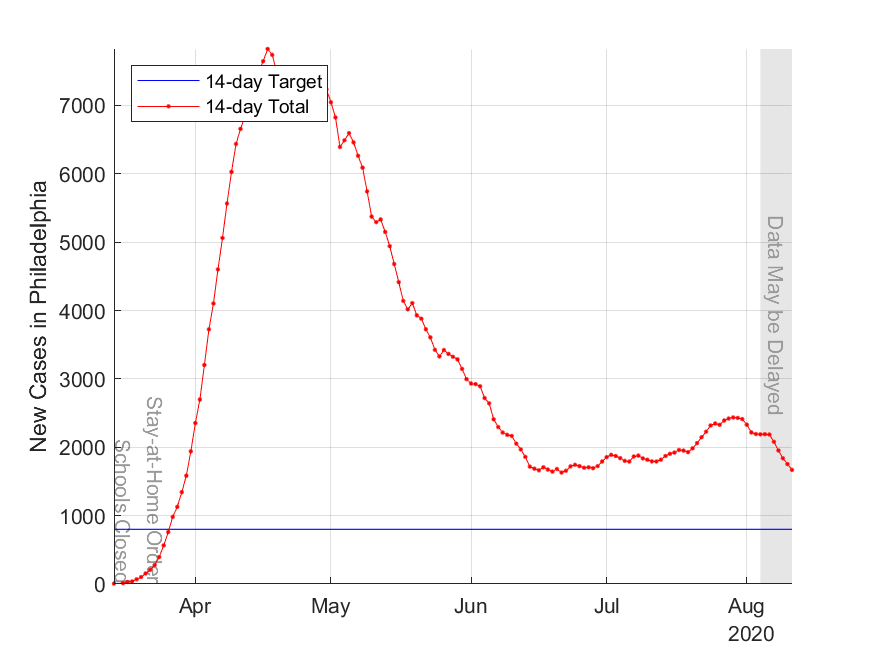 14-day Target
14-day Total
7000
6000
5000
4000
3000
2000
1000
0
New Cases in Philadelphia
Schools Closed
Stay-at-Home Order
Data May be Delayed
Apr
May
Jun
Jul
Aug
2020